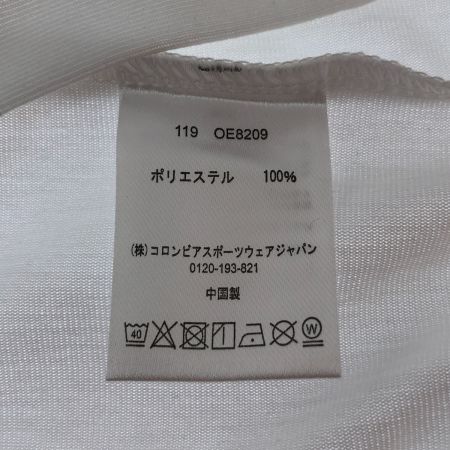 119 OE8209
ポリエステル 100%
(株)コロンビアスポーツウェアジャパン
0120-193-821
中国製
40 W